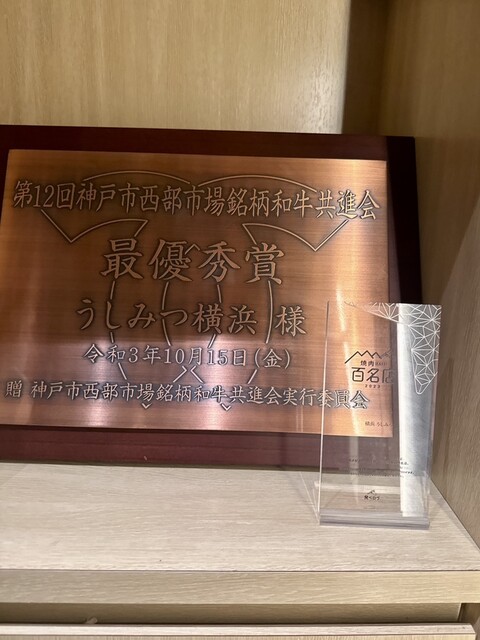 第12回神戸市西部市場銘柄和牛共進会
最優秀賞
うしみつ横浜 様
令和3年10月15日(金)
贈 神戸市西部市場銘柄和牛共進会実行委員会
焼肉
百名店